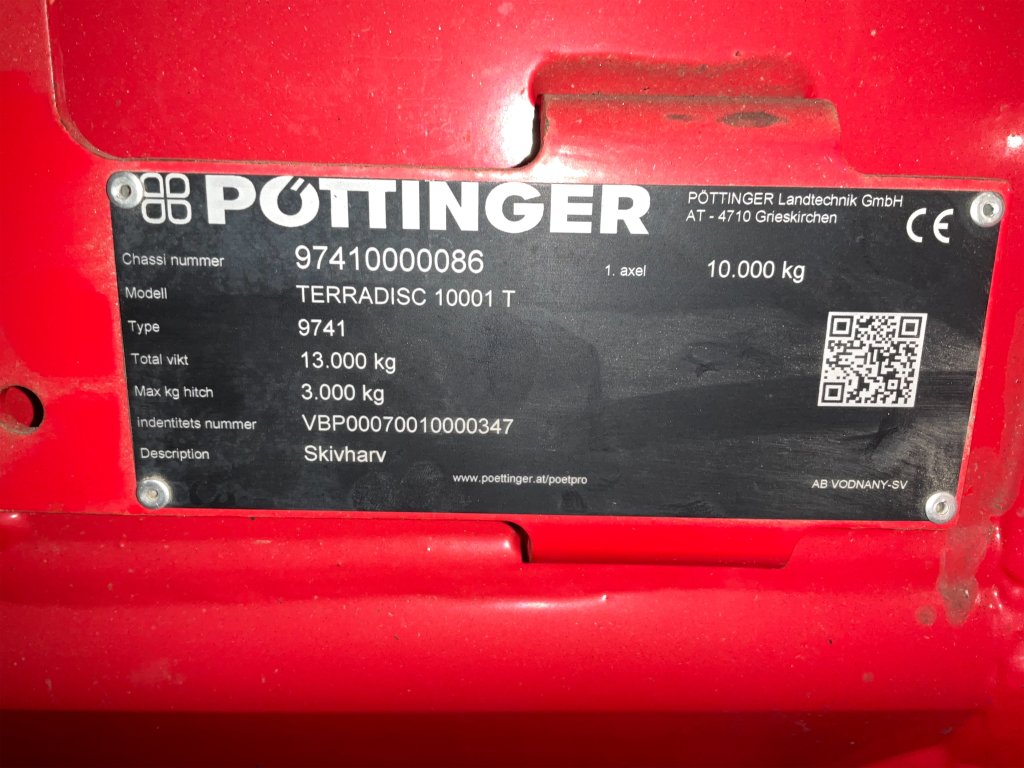 PÖTTINGER
PÖTTINGER Landtechnik GmbH
AT - 4710 Grieskirchen
CE
Chassi nummer 97410000086 1. axel 10.000 kg
Modell TERRADISC 10001 T
Type 9741
Total vikt 13.000 kg
Max kg hitch 3.000 kg
Indentitets nummer VBP00070010000347
Description Skivharv
www.poettinger.at/poetpro
AB VODNANY-SV